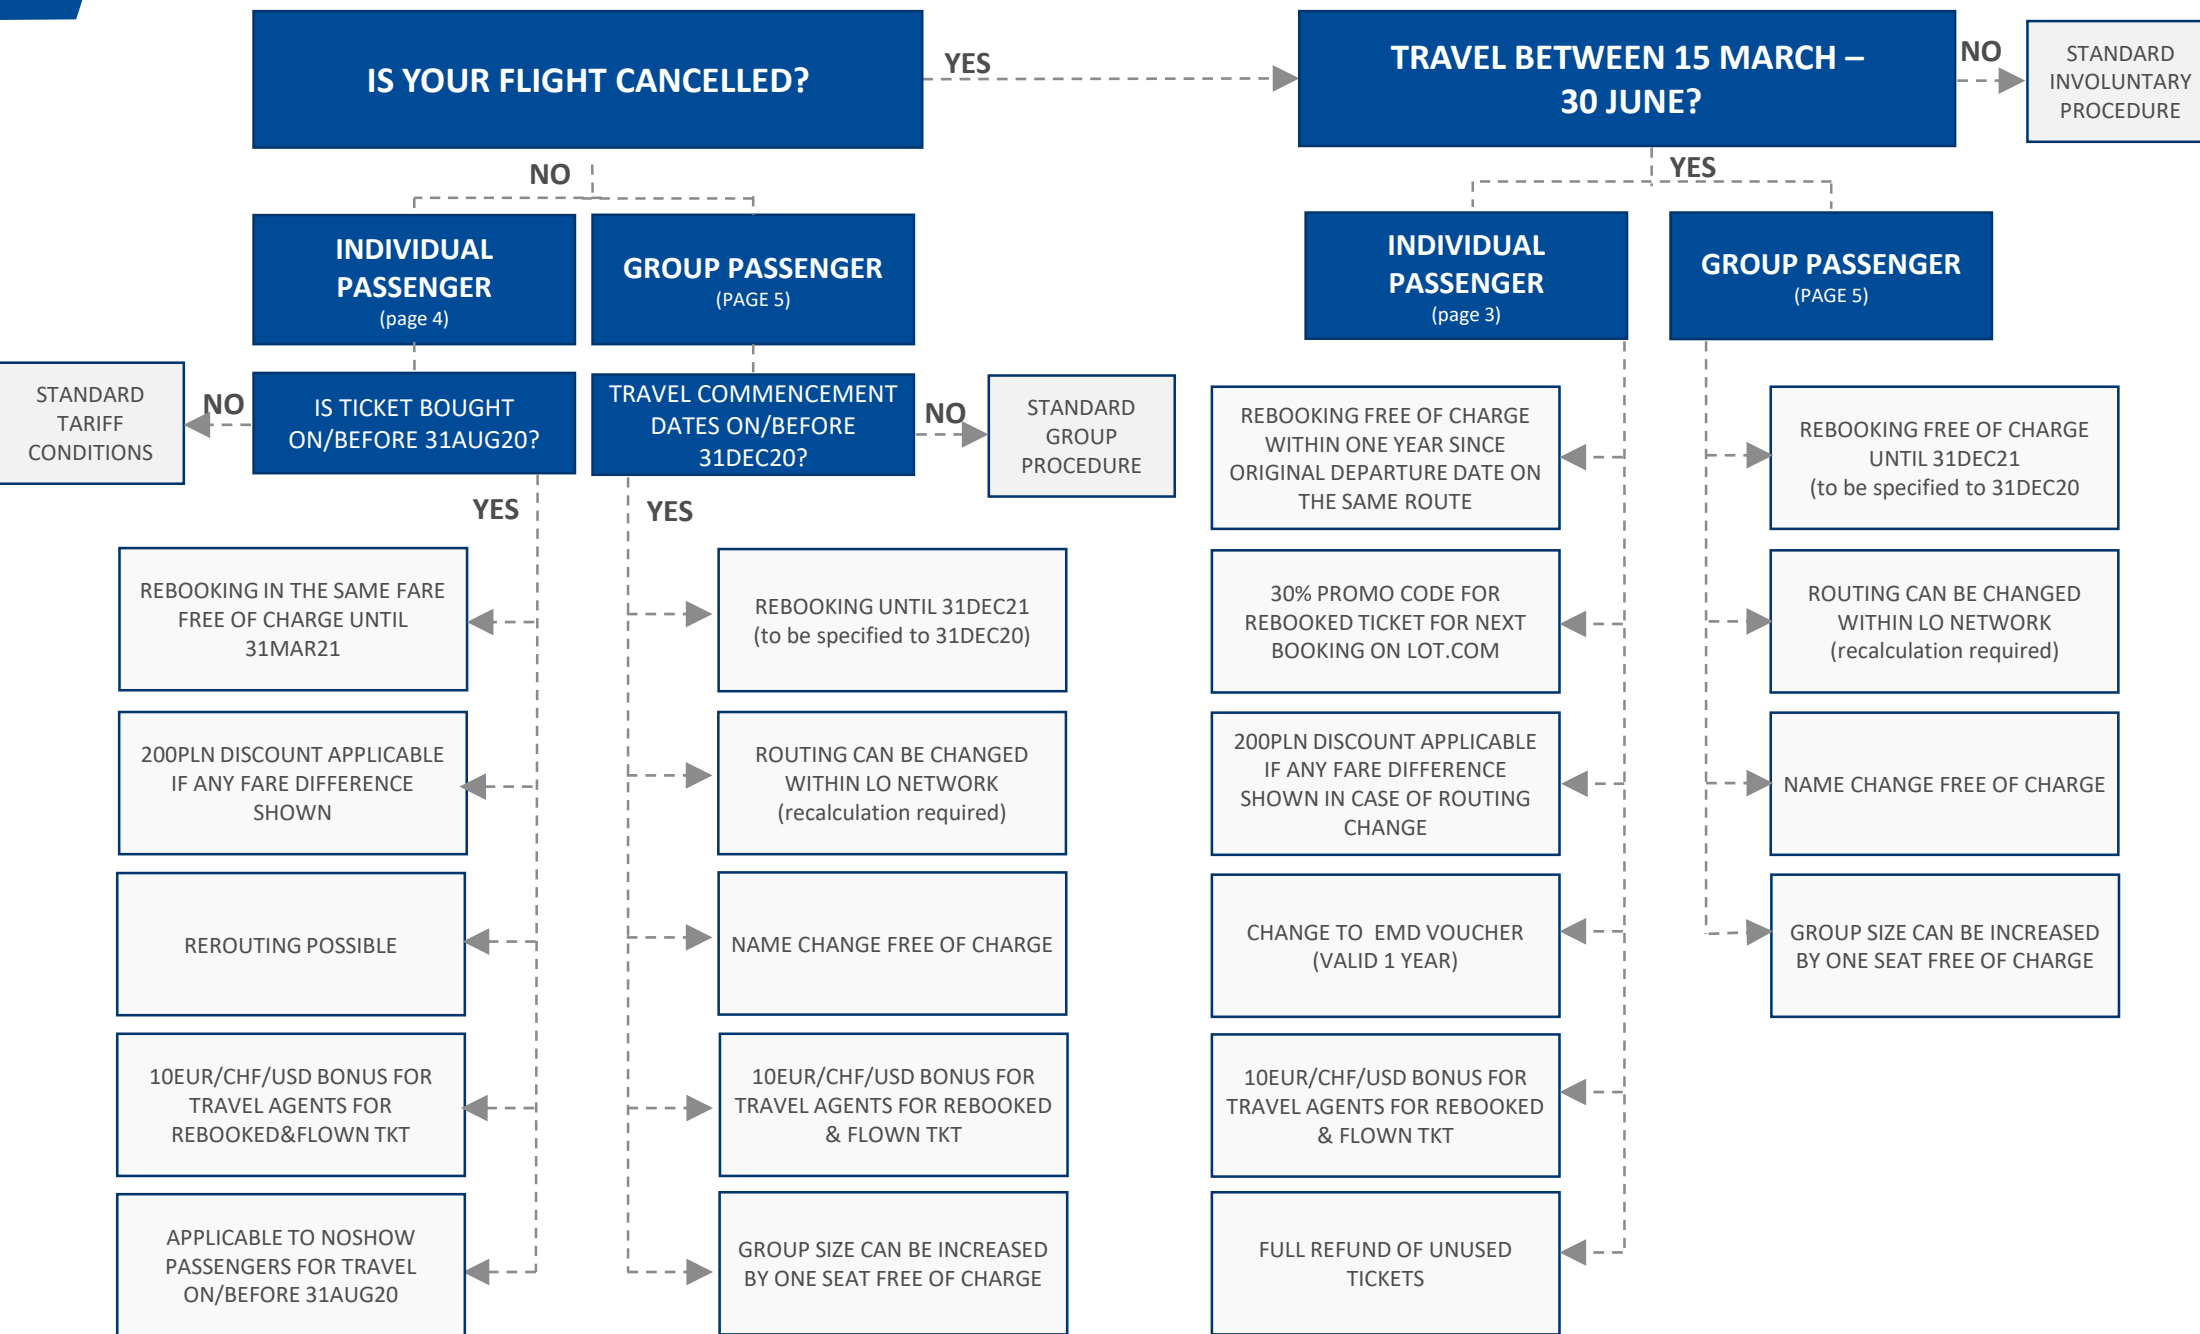 IS YOUR FLIGHT CANCELLED?
YES
TRAVEL BETWEEN 15 MARCH –
30 JUNE?
NO
STANDARD
INVOLUNTARY
PROCEDURE
NO
YES
INDIVIDUAL
PASSENGER
(page 4)
GROUP PASSENGER
(PAGE 5)
INDIVIDUAL
PASSENGER
(page 3)
GROUP PASSENGER
(PAGE 5)
STANDARD
TARIFF
CONDITIONS
NO
IS TICKET BOUGHT
ON/BEFORE 31AUG20?
TRAVEL COMMENCEMENT
DATES ON/BEFORE
31DEC20?
NO
STANDARD
GROUP
PROCEDURE
YES
YES
REBOOKING IN THE SAME FARE
FREE OF CHARGE UNTIL
31MAR21
200PLN DISCOUNT APPLICABLE
IF ANY FARE DIFFERENCE
SHOWN
REROUTING POSSIBLE
10EUR/CHF/USD BONUS FOR
TRAVEL AGENTS FOR
REBOOKED&FLOWN TKT
APPLICABLE TO NOSHOW
PASSENGERS FOR TRAVEL
ON/BEFORE 31AUG20
REBOOKING UNTIL 31DEC21
(to be specified to 31DEC20)
ROUTING CAN BE CHANGED
WITHIN LO NETWORK
(recalculation required)
NAME CHANGE FREE OF CHARGE
10EUR/CHF/USD BONUS FOR
TRAVEL AGENTS FOR REBOOKED
& FLOWN TKT
GROUP SIZE CAN BE INCREASED
BY ONE SEAT FREE OF CHARGE
REBOOKING FREE OF CHARGE
WITHIN ONE YEAR SINCE
ORIGINAL DEPARTURE DATE ON
THE SAME ROUTE
30% PROMO CODE FOR
REBOOKED TICKET FOR NEXT
BOOKING ON LOT.COM
200PLN DISCOUNT APPLICABLE
IF ANY FARE DIFFERENCE
SHOWN IN CASE OF ROUTING
CHANGE
CHANGE TO EMD VOUCHER
(VALID 1 YEAR)
10EUR/CHF/USD BONUS FOR
TRAVEL AGENTS FOR REBOOKED
& FLOWN TKT
FULL REFUND OF UNUSED
TICKETS
REBOOKING FREE OF CHARGE
UNTIL 31DEC21
(to be specified to 31DEC20
ROUTING CAN BE CHANGED
WITHIN LO NETWORK
(recalculation required)
NAME CHANGE FREE OF CHARGE
GROUP SIZE CAN BE INCREASED
BY ONE SEAT FREE OF CHARGE